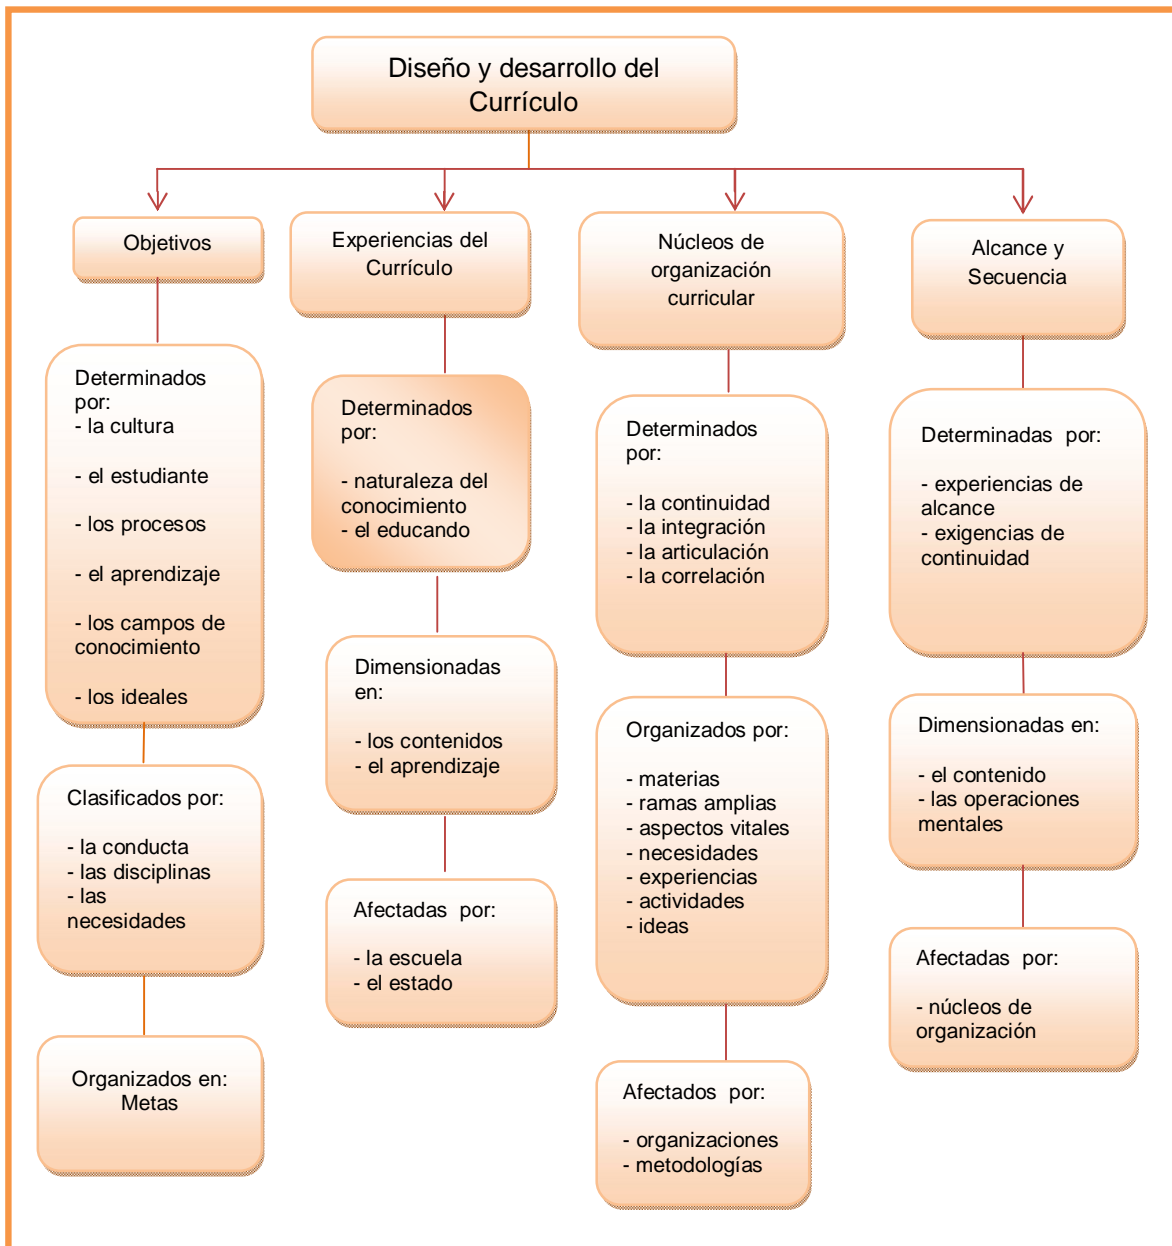 Diseño y desarrollo del
Currículo
Objetivos
Determinados
por:
- la cultura
- el estudiante
- los procesos
- el aprendizaje
- los campos de
conocimiento
- los ideales
Clasificados por:
- la conducta
- las disciplinas
- las
necesidades
Organizados en:
Metas
Experiencias del
Currículo
Determinados
por:
- naturaleza del
conocimiento
- el educando
Dimensionadas
en:
- los contenidos
- el aprendizaje
Afectadas por:
- la escuela
- el estado
Núcleos de
organización
curricular
Determinados
por:
- la continuidad
- la integración
- la articulación
- la correlación
Organizados por:
- materias
- ramas amplias
- aspectos vitales
- necesidades
- experiencias
- actividades
- ideas
Afectados por:
- organizaciones
- metodologías
Alcance y
Secuencia
Determinadas por:
- experiencias de
alcance
- exigencias de
continuidad
Dimensionadas en:
- el contenido
- las operaciones
mentales
Afectadas por:
- núcleos de
organización